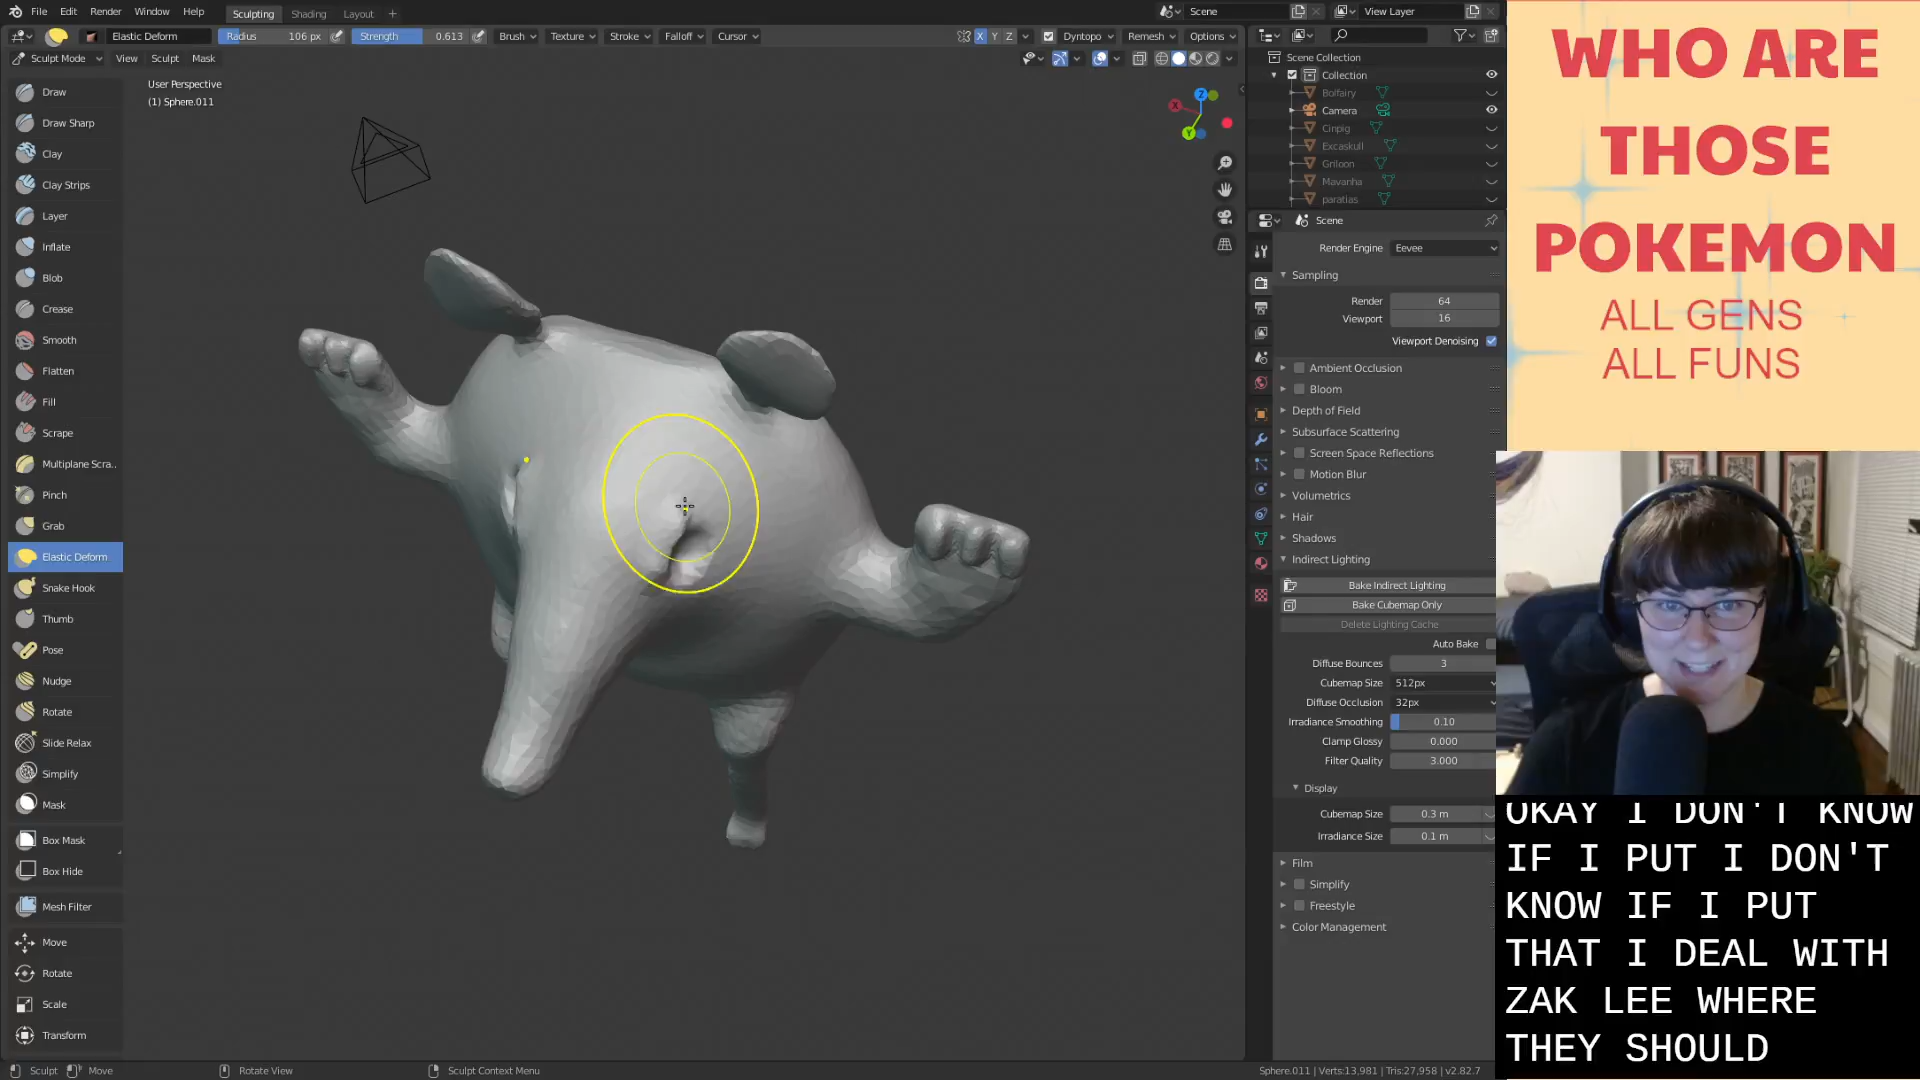 File Edit Render Window Help
Sculpting Shading Layout +
Scene
View Layer
Elastic Deform
Radius 106 px
Strength 0.613
Brush Texture Stroke Falloff Cursor
X Y Z
Dyntopo Remesh Options
Sculpt Mode View Sculpt Mask
User Perspective
(1) Sphere.011
Draw
Draw Sharp
Clay
Clay Strips
Layer
Inflate
Blob
Crease
Smooth
Flatten
Fill
Scrape
Multiplane Scra..
Pinch
Grab
Elastic Deform
Snake Hook
Thumb
Pose
Nudge
Rotate
Slide Relax
Simplify
Mask
Box Mask
Box Hide
Mesh Filter
Move
Rotate
Scale
Transform
Z
X
Y
Scene Collection
Collection
Bolfairy
Camera
Cinpig
Excaskull
Griloon
Mavanha
paratias
Scene
Render Engine Eevee
Sampling
Render 64
Viewport 16
Viewport Denoising
Ambient Occlusion
Bloom
Depth of Field
Subsurface Scattering
Screen Space Reflections
Motion Blur
Volumetrics
Hair
Shadows
Indirect Lighting
Bake Indirect Lighting
Bake Cubemap Only
Delete Lighting Cache
Auto Bake
Diffuse Bounces 3
Cubemap Size 512px
Diffuse Occlusion 32px
Irradiance Smoothing 0.10
Clamp Glossy 0.000
Filter Quality 3.000
Display
Cubemap Size 0.3 m
Irradiance Size 0.1 m
Film
Simplify
Freestyle
Color Management
Sculpt Move Rotate View Sculpt Context Menu
Sphere.011 | Verts:13,981 | Tris:27,958 | v2.82.7
WHO ARE
THOSE
POKEMON
ALL GENS
ALL FUNS
OKAY I DON'T KNOW
IF I PUT I DON'T
KNOW IF I PUT
THAT I DEAL WITH
ZAK LEE WHERE
THEY SHOULD